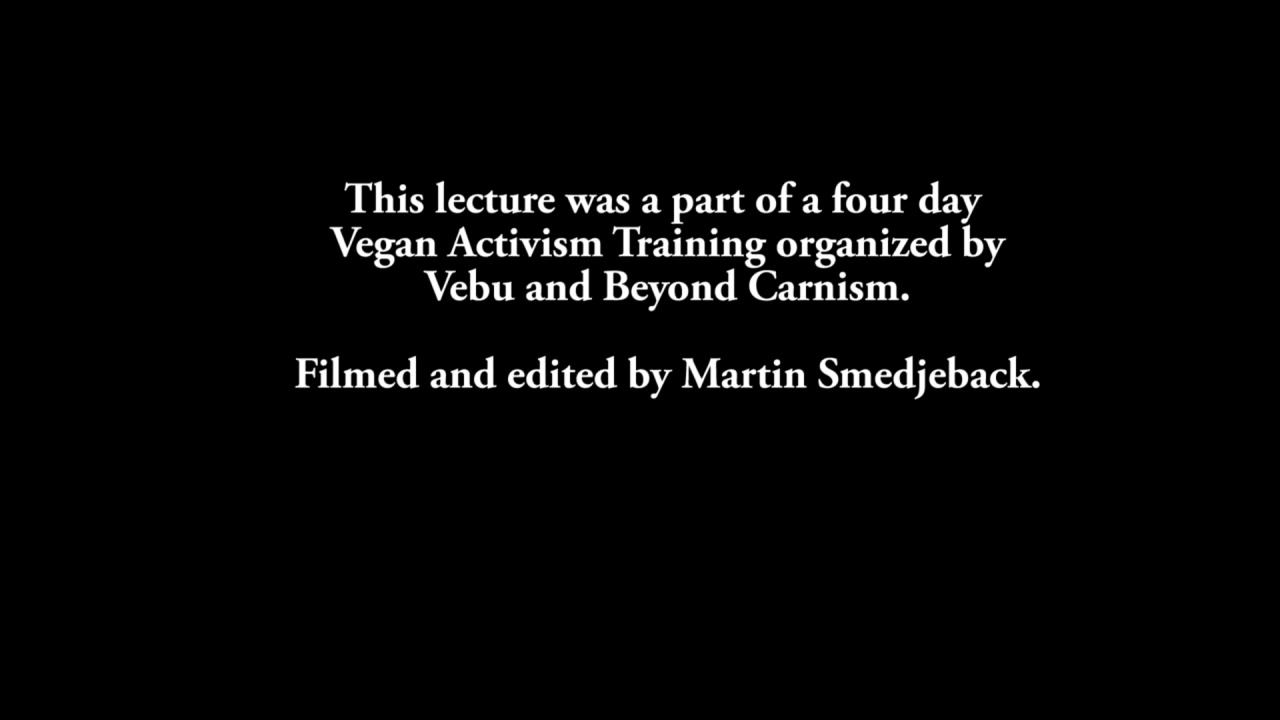 This lecture was a part of a four day
Vegan Activism Training organized by
Vebu and Beyond Carnism.
Filmed and edited by Martin Smedjeback.